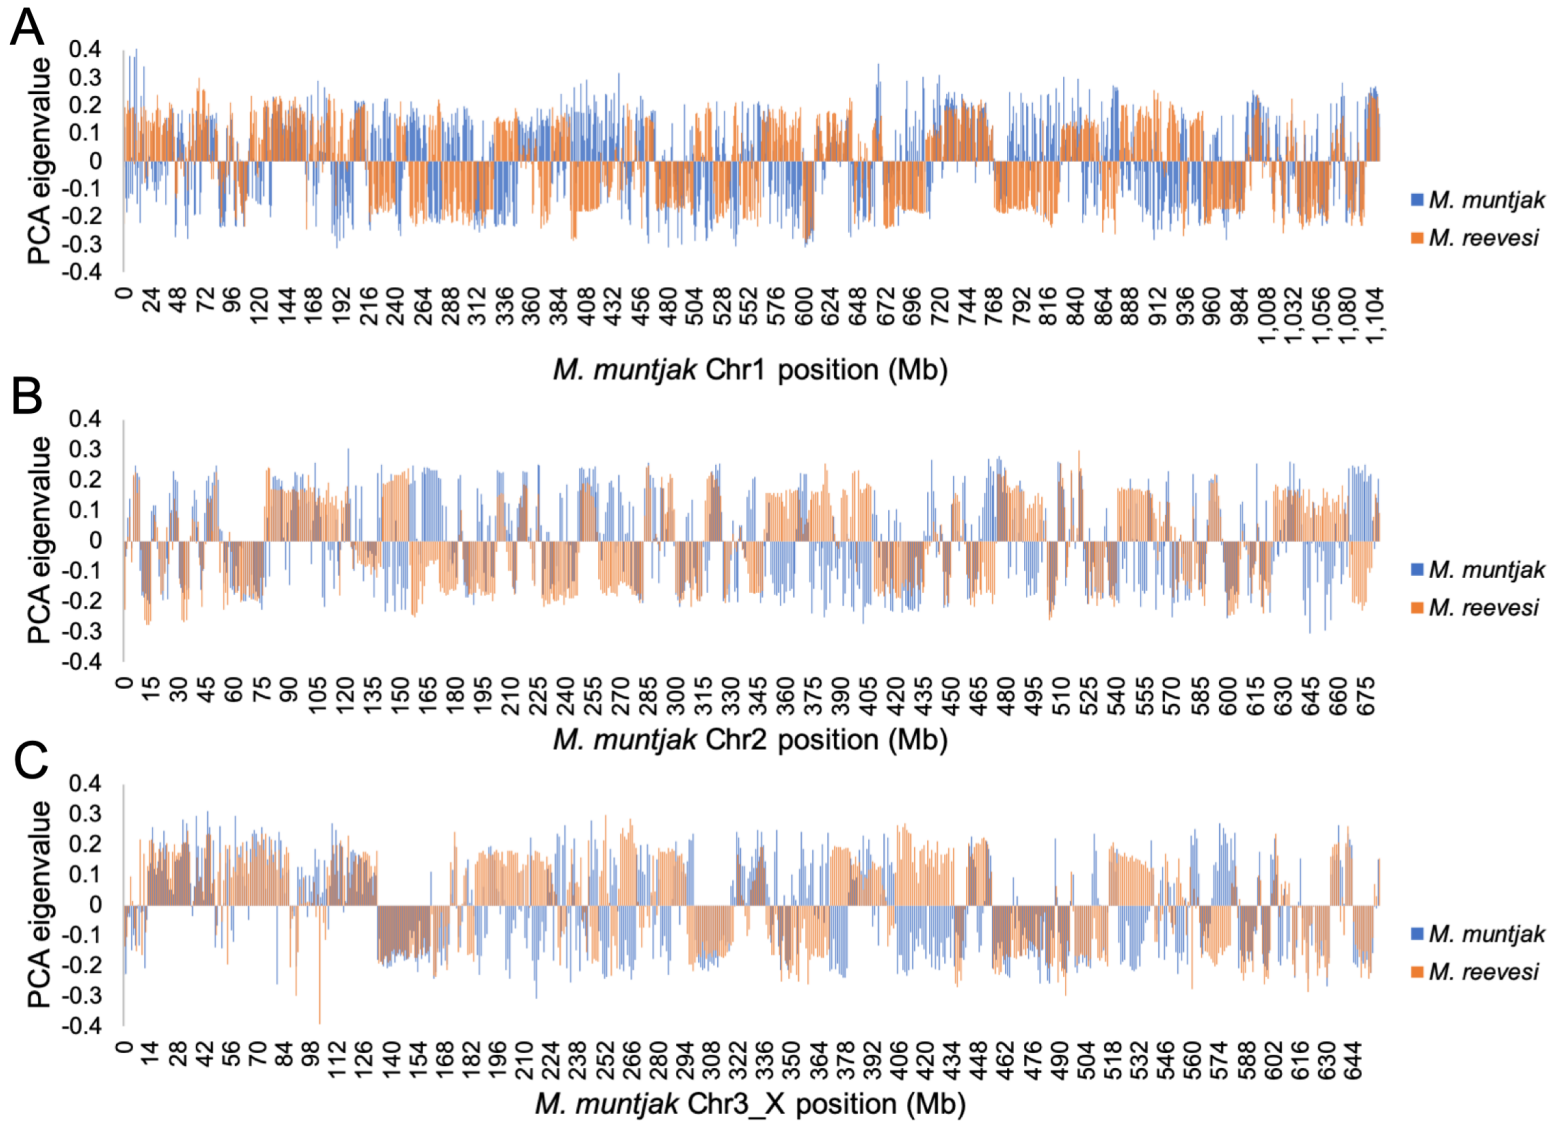 A
PCA eigenvalue
0.4
0.3
0.2
0.1
0
-0.1
-0.2
-0.3
-0.4
0 24 48 72 96 120 144 168 192 216 240 264 288 312 336 360 384 408 432 456 480 504 528 552 576 600 624 648 672 696 720 744 768 792 816 840 864 888 912 936 960 984 1,008 1,032 1,056 1,080 1,104
M. muntjak Chr1 position (Mb)
M. muntjak
M. reevesi
B
PCA eigenvalue
0.4
0.3
0.2
0.1
0
-0.1
-0.2
-0.3
-0.4
0 15 30 45 60 75 90 105 120 135 150 165 180 195 210 225 240 255 270 285 300 315 330 345 360 375 390 405 420 435 450 465 480 495 510 525 540 555 570 585 600 615 630 645 660 675
M. muntjak Chr2 position (Mb)
M. muntjak
M. reevesi
C
PCA eigenvalue
0.4
0.3
0.2
0.1
0
-0.1
-0.2
-0.3
-0.4
0 14 28 42 56 70 84 98 112 126 140 154 168 182 196 210 224 238 252 266 280 294 308 322 336 350 364 378 392 406 420 434 448 462 476 490 504 518 532 546 560 574 588 602 616 630 644
M. muntjak Chr3_X position (Mb)
M. muntjak
M. reevesi